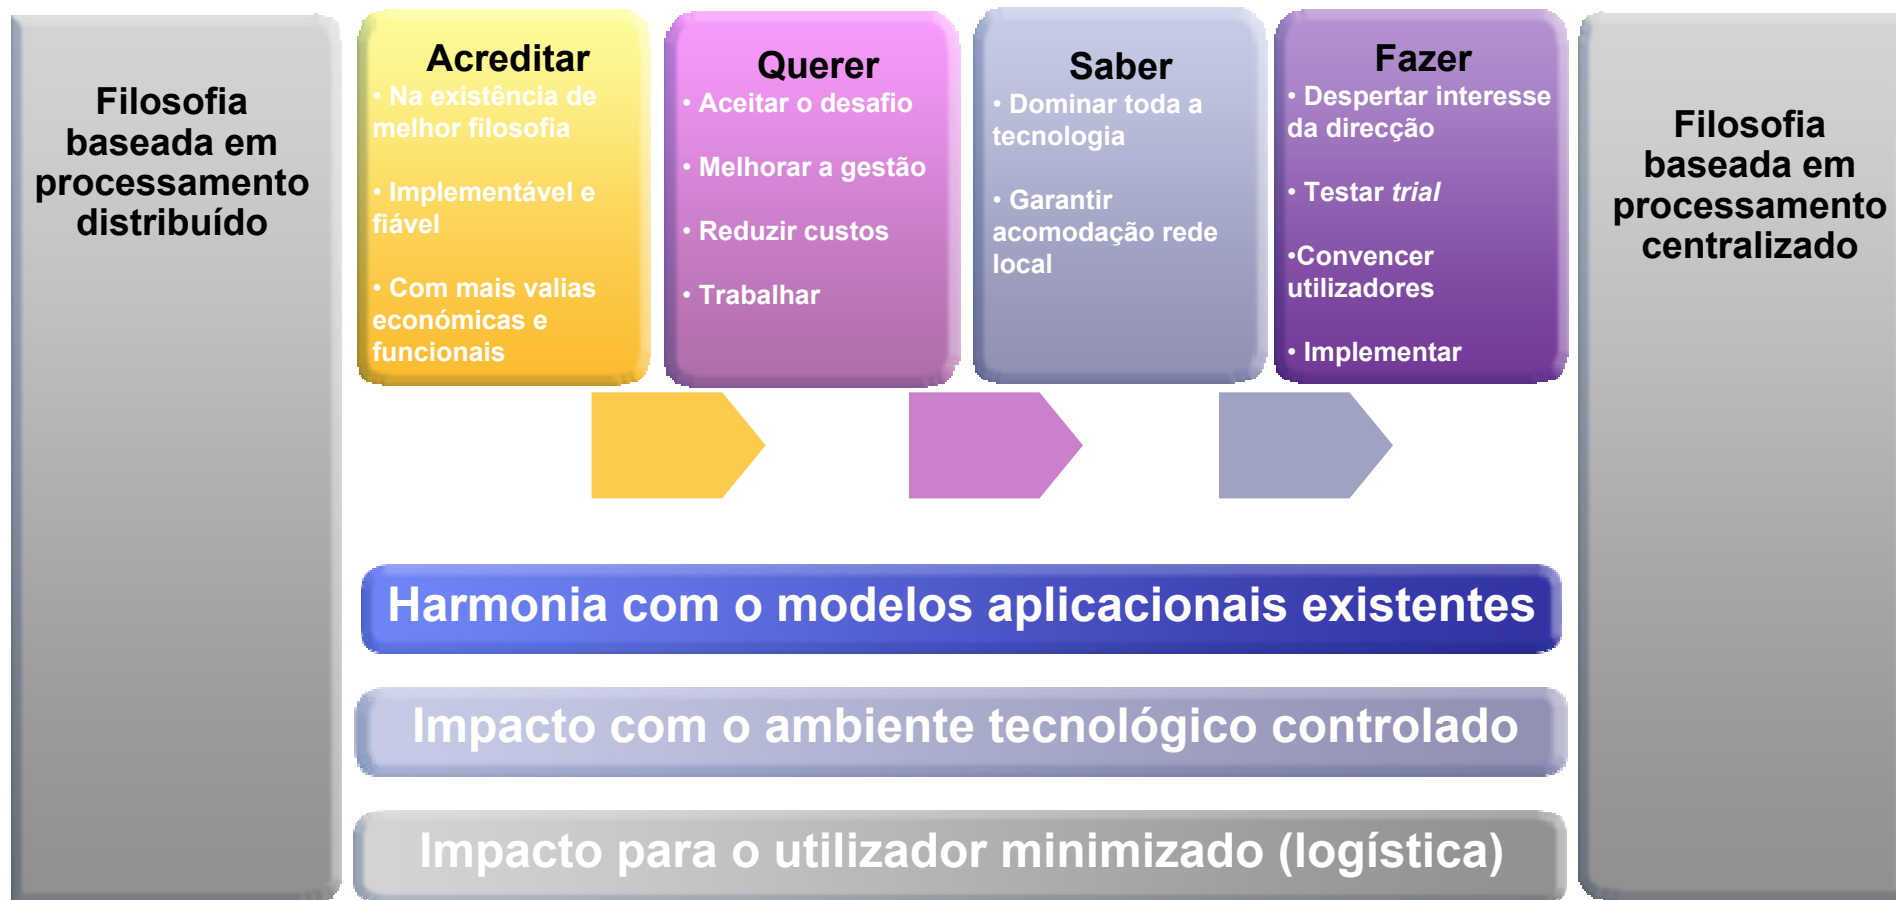 Filosofia
baseada em
processamento
distribuído
Acreditar
• Na existência de
melhor filosofia
• Implementável e
fiável
• Com mais valias
económicas e
funcionais
Querer
• Aceitar o desafio
• Melhorar a gestão
• Reduzir custos
• Trabalhar
Saber
• Dominar toda a
tecnologia
• Garantir
acomodação rede
local
Fazer
• Despertar interesse
da direcção
• Testar trial
•Convencer
utilizadores
• Implementar
Filosofia
baseada em
processamento
centralizado
Harmonia com o modelos aplicacionais existentes
Impacto com o ambiente tecnológico controlado
Impacto para o utilizador minimizado (logística)